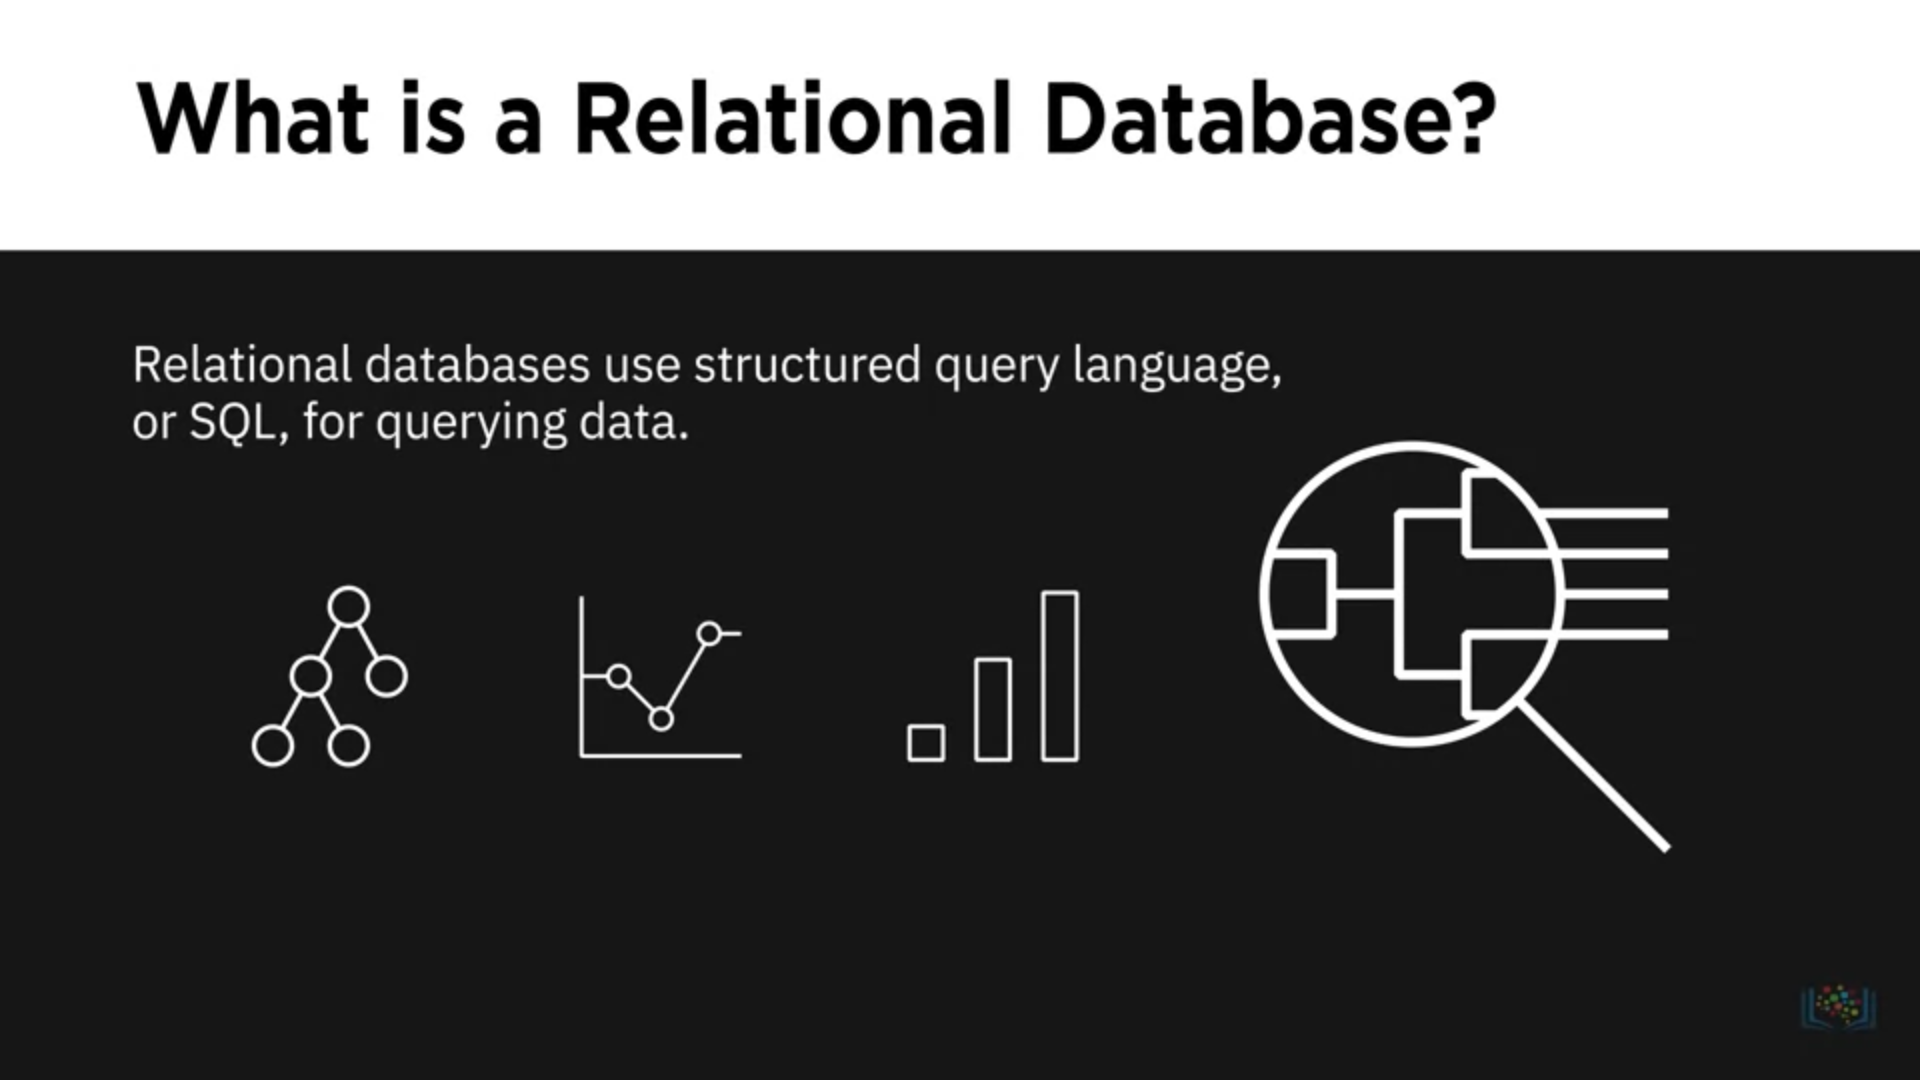 What is a Relational Database?
Relational databases use structured query language,
or SQL, for querying data.